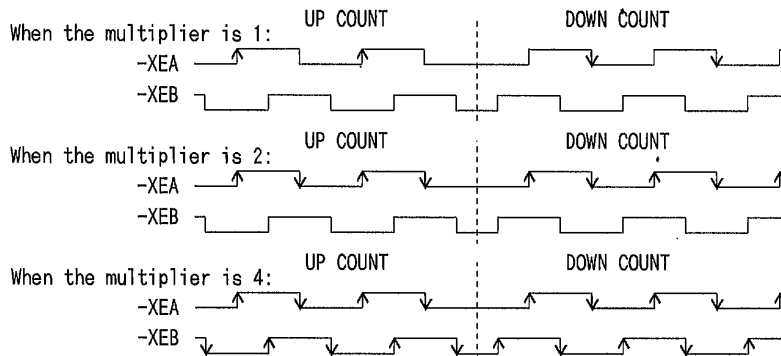 UP COUNT DOWN COUNT
When the multiplier is 1:
-XEA
-XEB
UP COUNT DOWN COUNT
When the multiplier is 2:
-XEA
-XEB
UP COUNT DOWN COUNT
When the multiplier is 4:
-XEA
-XEB